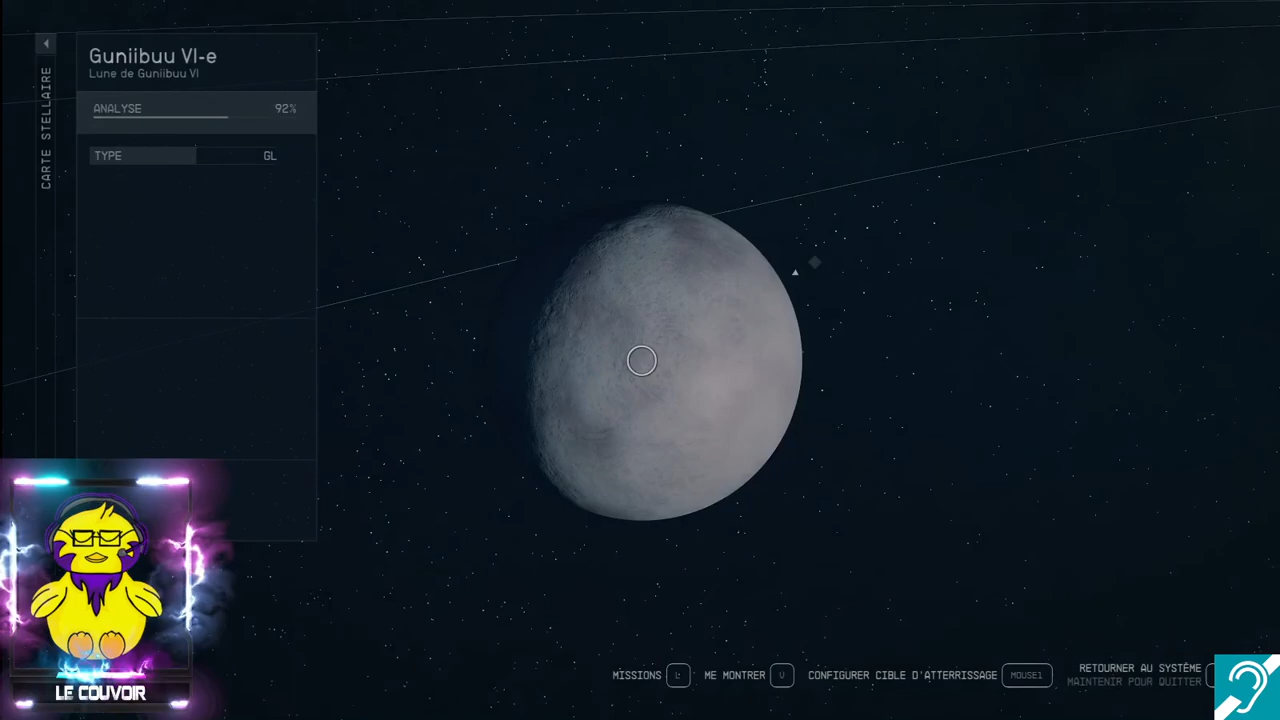 Guniibuu VI-e
Lune de Guniibuu VI
CARTE STELLAIRE
ANALYSE 92%
TYPE GL
LE COUVOIR
MISSIONS L
ME MONTRER V
CONFIGURER CIBLE D'ATTERRISSAGE MOUSE1
RETOURNER AU SYSTÈME
MAINTENIR POUR QUITTER